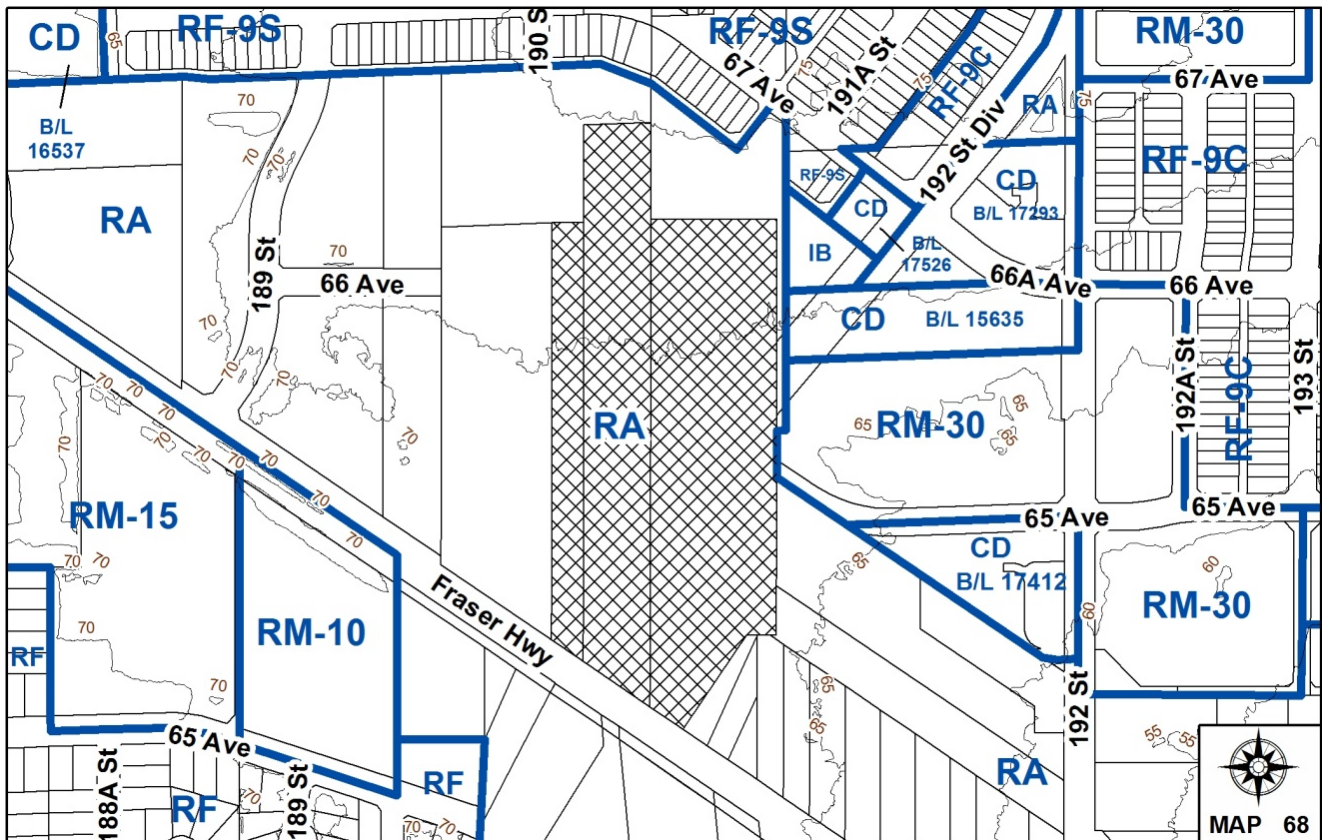 CD
RF-9S
190 S
RF-9S
RM-30
65
67 Ave
191A St
RF-9C
67 Ave
75
75
75
70
B/L
16537
RA
192 St Div
70
70
RF-9C
RF-9S
CD
CD
B/L 17293
RA
189 St
70
66 Ave
IB
B/L
17526
66A Ave
66 Ave
70
CD
B/L 15635
70
70
192A St
RF-9C
193 St
70
70
70
70
RA
65
65
65
RM-30
70
70
70
70
70
70
70
RM-15
65 Ave
65 Ave
70
70
70
CD
B/L 17412
65
60
RM-30
Fraser Hwy
60
RM-10
70
RF
70
65
65
192 St
65 Ave
55
55
188A St
RF
70
189 St
RF
70
70
RA
MAP 68